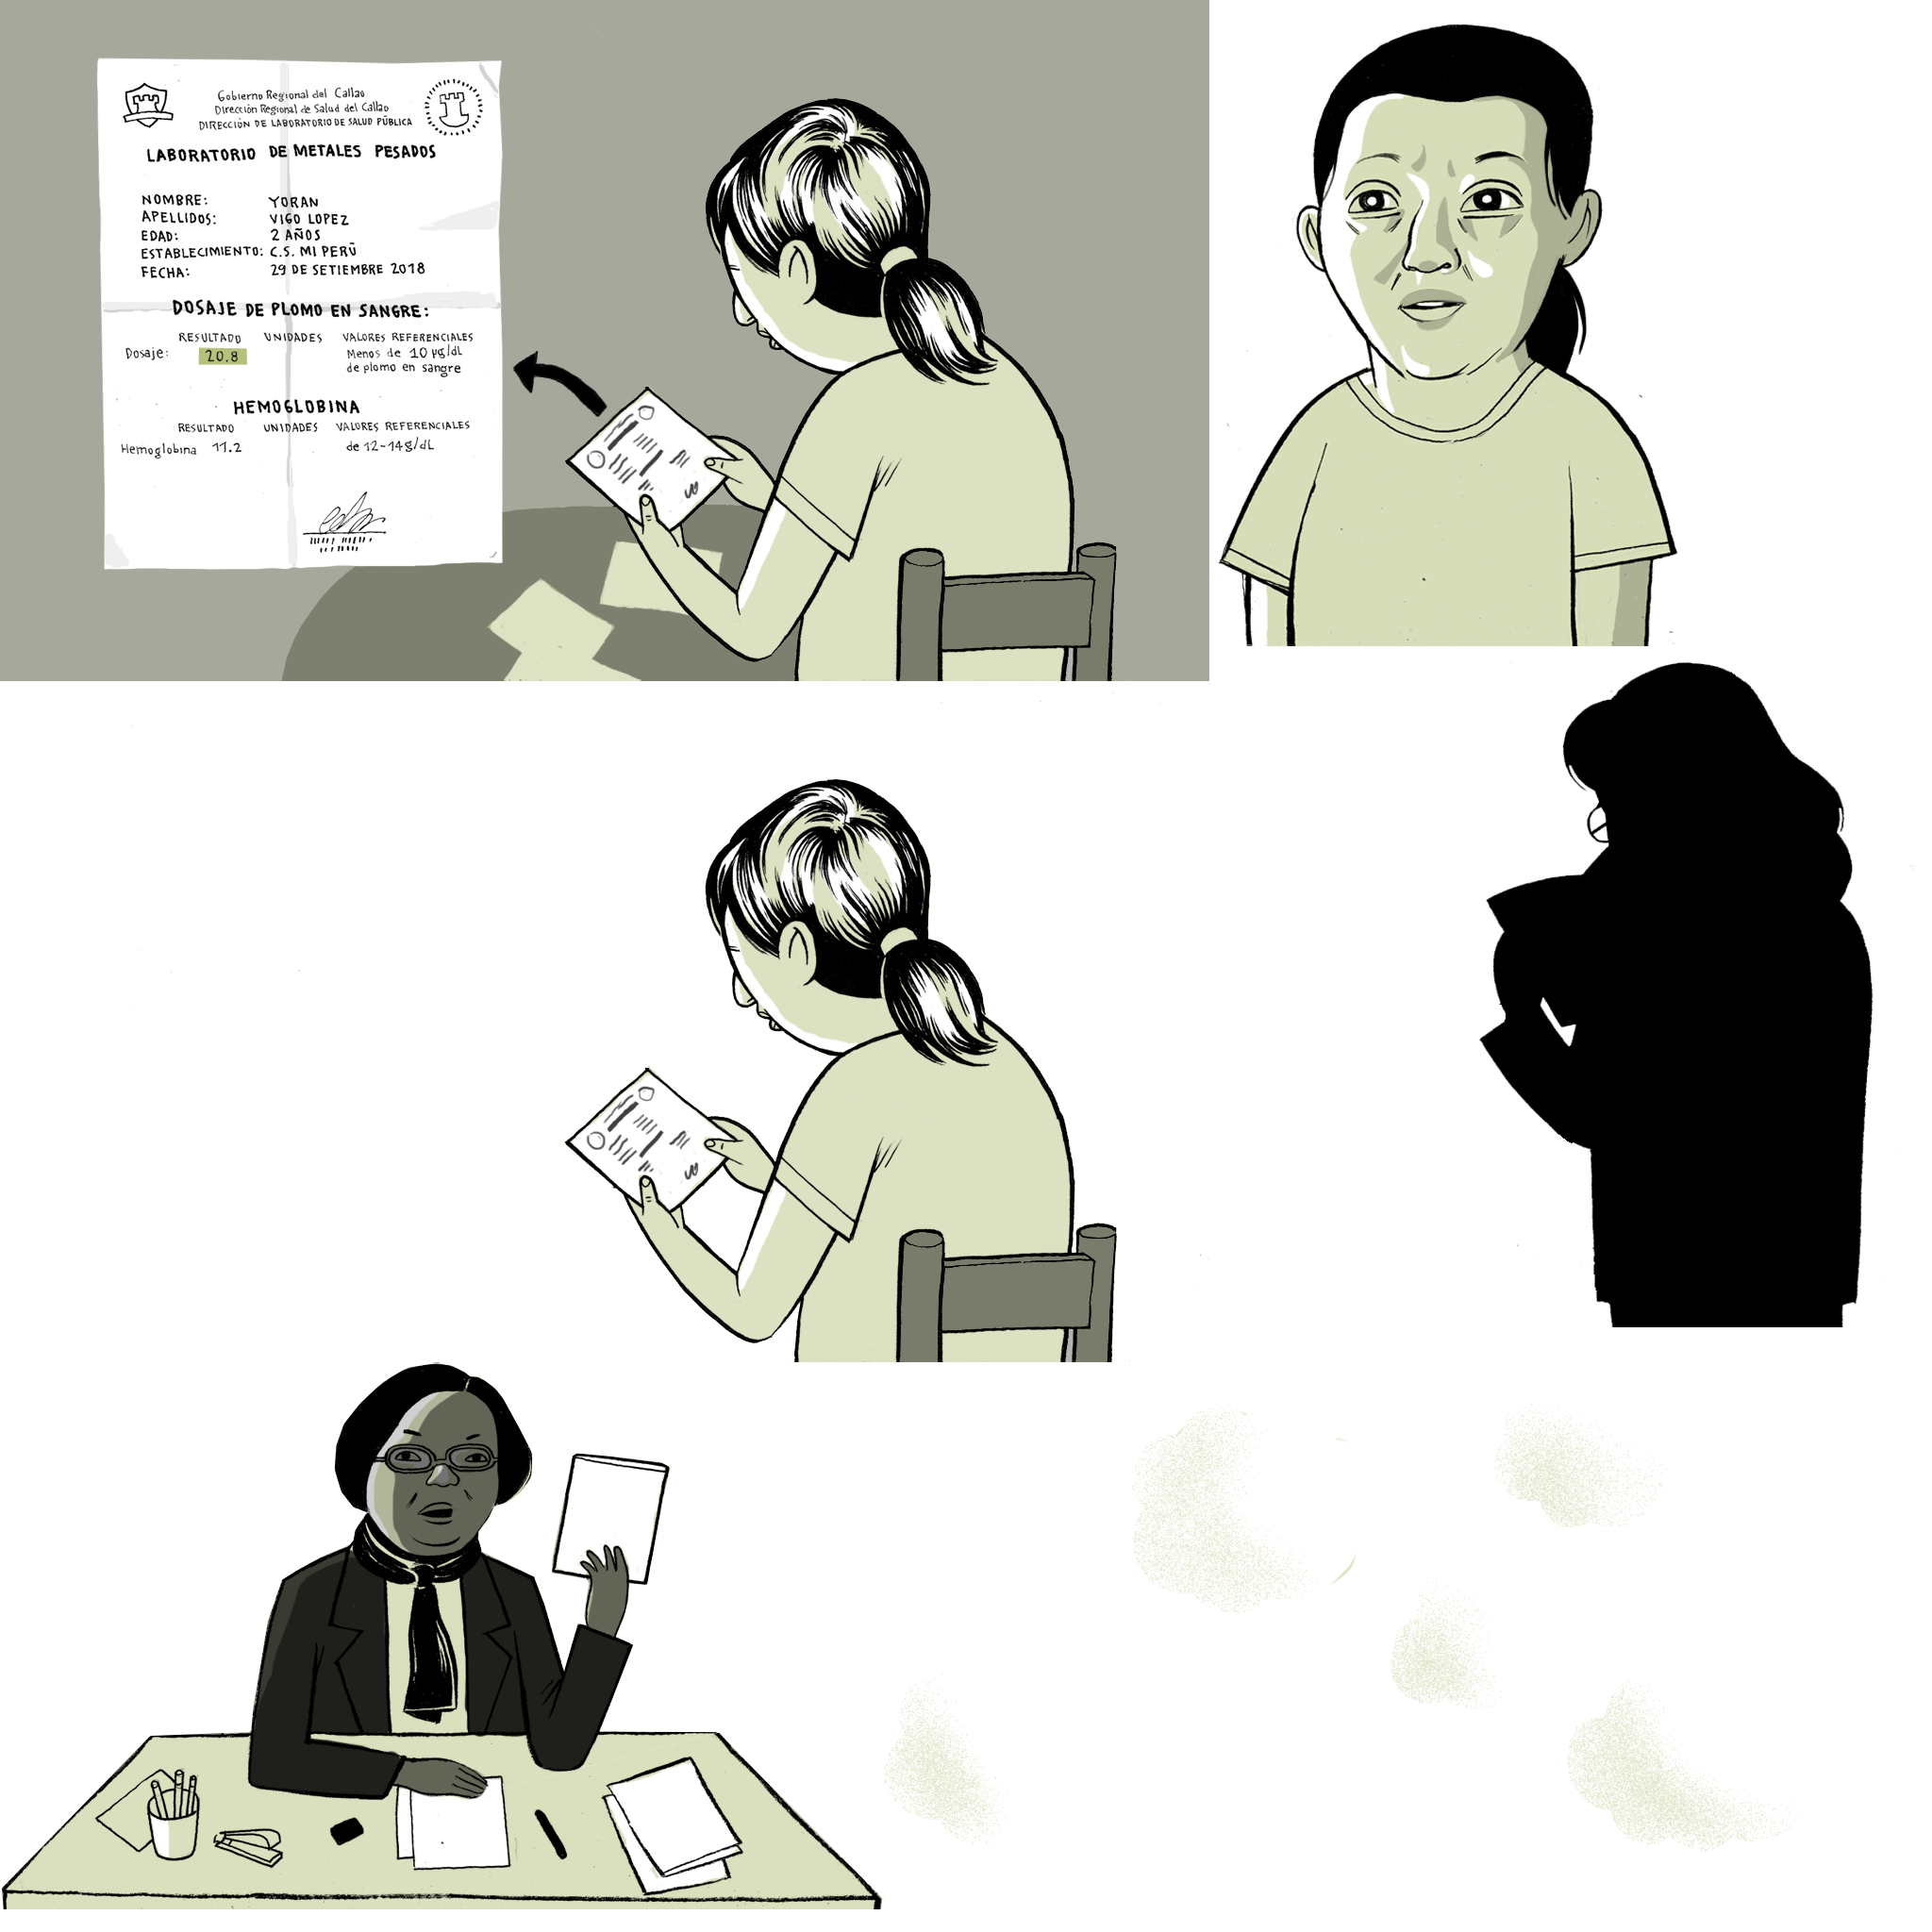 Gobierno Regional del Callao
Dirección Regional de Salud del Callao
DIRECCIÓN DE LABORATORIO DE SALUD PÚBLICA
LABORATORIO DE METALES PESADOS
NOMBRE: YORAN
APELLIDOS: VIGO LOPEZ
EDAD: 2 AÑOS
ESTABLECIMIENTO: C.S. MI PERÚ
FECHA: 29 DE SETIEMBRE 2018
DOSAJE DE PLOMO EN SANGRE:
RESULTADO UNIDADES VALORES REFERENCIALES
Dosaje: 20.8 Menos de 10 µg/dL
de plomo en sangre
HEMOGLOBINA
RESULTADO UNIDADES VALORES REFERENCIALES
Hemoglobina 11.2 de 12-14g/dL